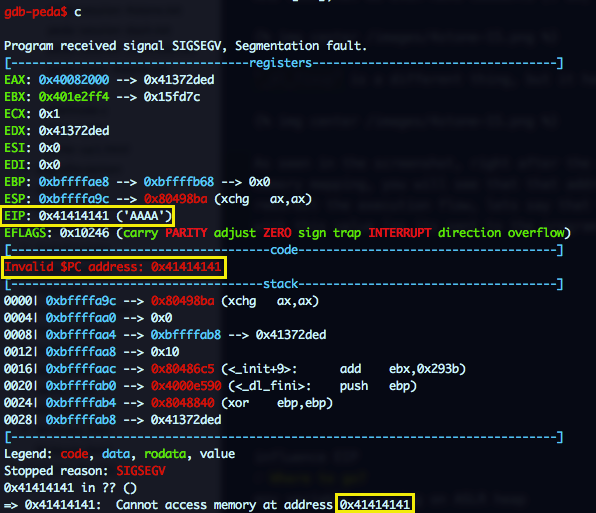 gdb-peda$ c
Program received signal SIGSEGV, Segmentation fault.
[----------------------------------registers-----------------------------------]
EAX: 0x40082000 --> 0x41372ded
EBX: 0x401e2ff4 --> 0x15fd7c
ECX: 0x1
EDX: 0x41372ded
ESI: 0x0
EDI: 0x0
EBP: 0xbffffae8 --> 0xbffffb68 --> 0x0
ESP: 0xbffffa9c --> 0x80498ba (xchg   ax,ax)
EIP: 0x41414141 ('AAAA')
EFLAGS: 0x10246 (carry PARITY adjust ZERO sign trap INTERRUPT direction overflow)
[-------------------------------------code-------------------------------------]
Invalid $PC address: 0x41414141
[------------------------------------stack-------------------------------------]
0000| 0xbffffa9c --> 0x80498ba (xchg   ax,ax)
0004| 0xbffffaa0 --> 0x0
0008| 0xbffffaa4 --> 0xbffffab8 --> 0x41372ded
0012| 0xbffffaa8 --> 0x10
0016| 0xbffffaac --> 0x80486c5 (<_init+9>:      add    ebx,0x293b)
0020| 0xbffffab0 --> 0x4000e590 (<_dl_fini>:    push   ebp)
0024| 0xbffffab4 --> 0x8048840 (xor    ebp,ebp)
0028| 0xbffffab8 --> 0x41372ded
[------------------------------------------------------------------------------]
Legend: code, data, rodata, value
Stopped reason: SIGSEGV
0x41414141 in ?? ()
=> 0x41414141:  Cannot access memory at address 0x41414141